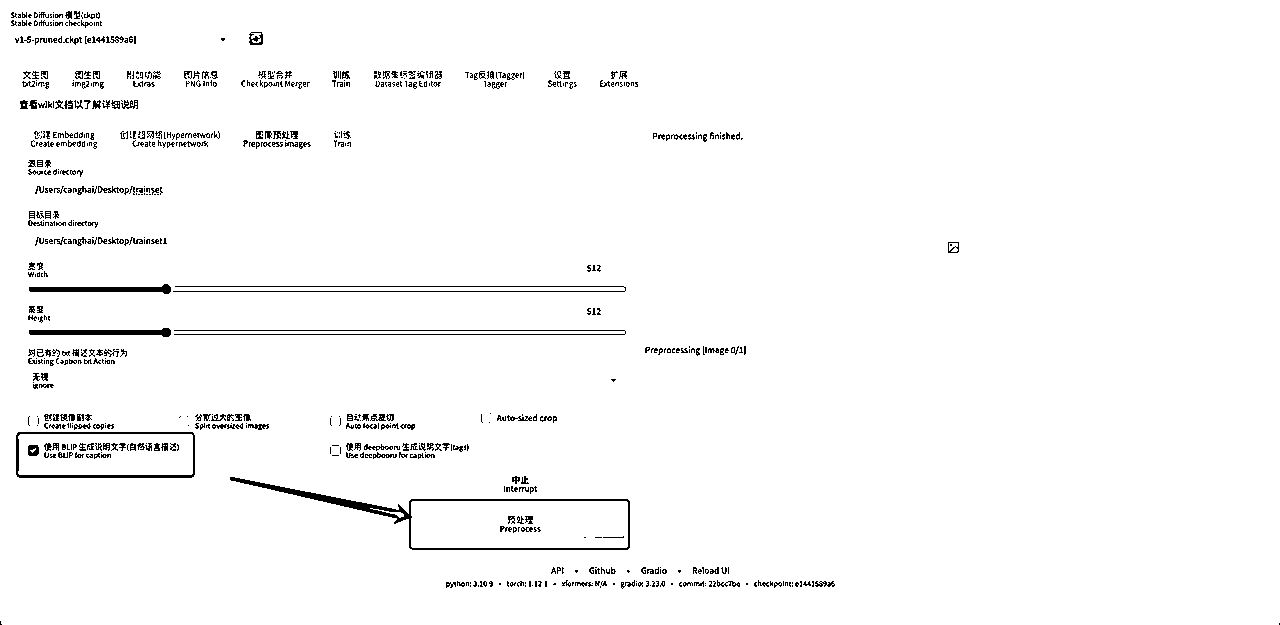 Stable Diffusion 模型(ckpt)
Stable Diffusion checkpoint
v1-5-pruned.ckpt [e1441589a6]
文生图 图生图 附加功能 图片信息 模型合并 训练 数据集标签编辑器 Tag反推(Tagger) 设置 扩展
txt2img img2img Extras PNG Info Checkpoint Merger Train Dataset Tag Editor Tagger Settings Extensions
查看wiki文档以了解详细说明
创建 Embedding 创建超网络(Hypernetwork) 图像预处理 训练
Create embedding Create hypernetwork Preprocess images Train
Preprocessing finished.
源目录
Source directory
/Users/canghai/Desktop/trainset
目标目录
Destination directory
/Users/canghai/Desktop/trainset1
宽度
Width
512
高度
Height
512
对已有的 txt 描述文本的行为
Existing Caption txt Action
Preprocessing [Image 0/1]
无视
ignore
创建镜像副本 分割过大的图像 自动焦点裁切 Auto-sized crop
Create flipped copies Split oversized images Auto focal point crop
使用 BLIP 生成说明文字(自然语言描述) 使用 deepbooru 生成说明文字(tags)
Use BLIP for caption Use deepbooru for caption
中止
Interrupt
预处理
Preprocess
API • Github • Gradio • Reload UI
python: 3.10.9 • torch: 1.12.1 • xformers: N/A • gradio: 3.23.0 • commit: 22bcc7be • checkpoint: e1441589a6